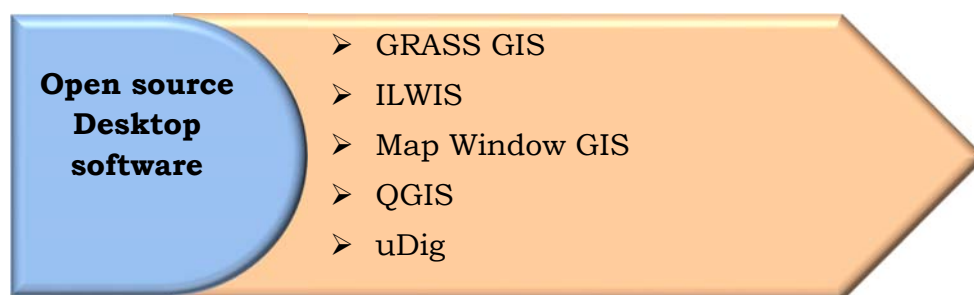 Open source
Desktop
software
➢ GRASS GIS
➢ ILWIS
➢ Map Window GIS
➢ QGIS
➢ uDig